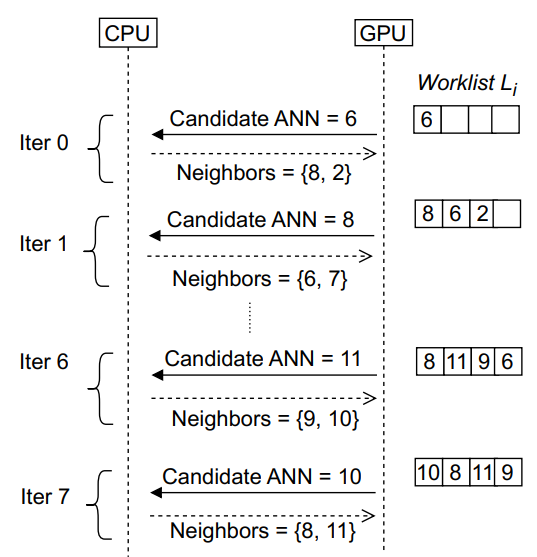 CPU
GPU
Worklist Li
Iter 0
Candidate ANN = 6
6
Neighbors = {8, 2}
Iter 1
Candidate ANN = 8
8 6 2
Neighbors = {6, 7}
Iter 6
Candidate ANN = 11
8 11 9 6
Neighbors = {9, 10}
Iter 7
Candidate ANN = 10
10 8 11 9
Neighbors = {8, 11}